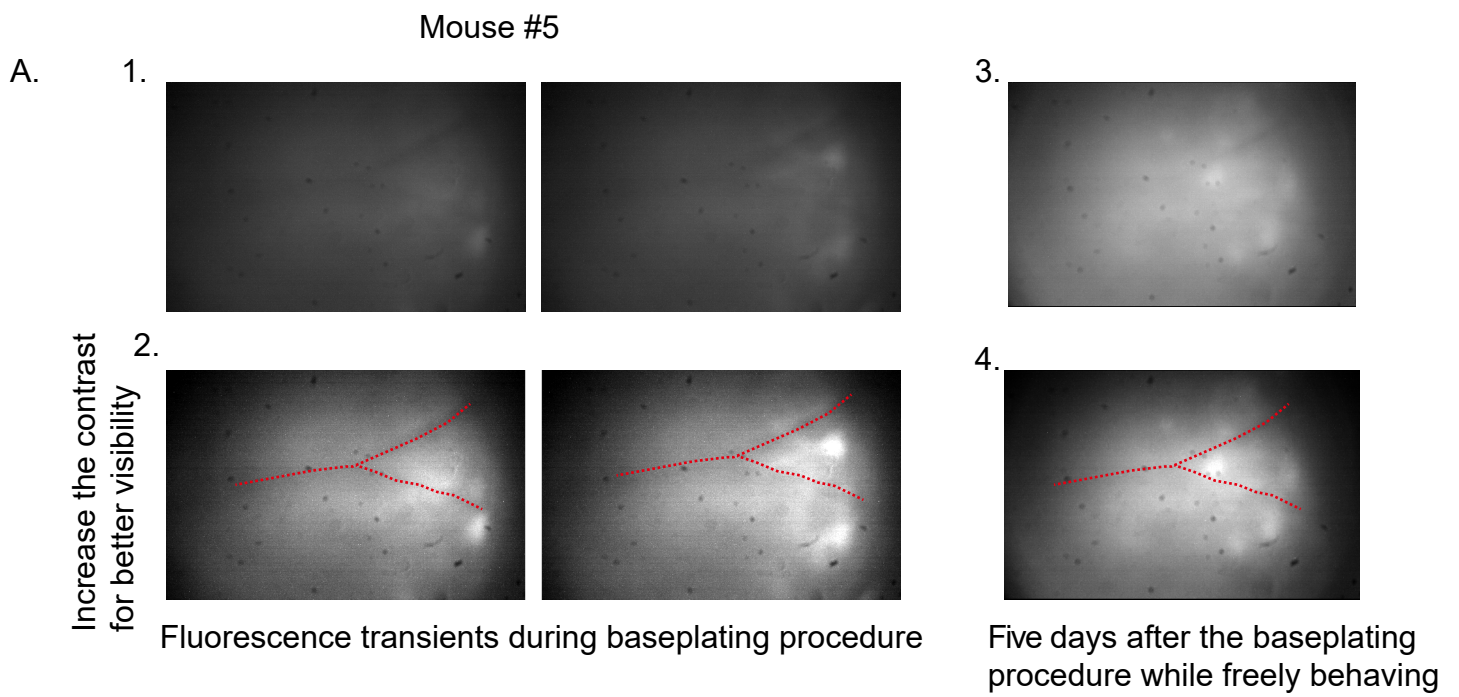 Mouse #5
A.
1.
3.
2.
4.
Increase the contrast
for better visibility
Fluorescence transients during baseplating procedure
Five days after the baseplating
procedure while freely behaving